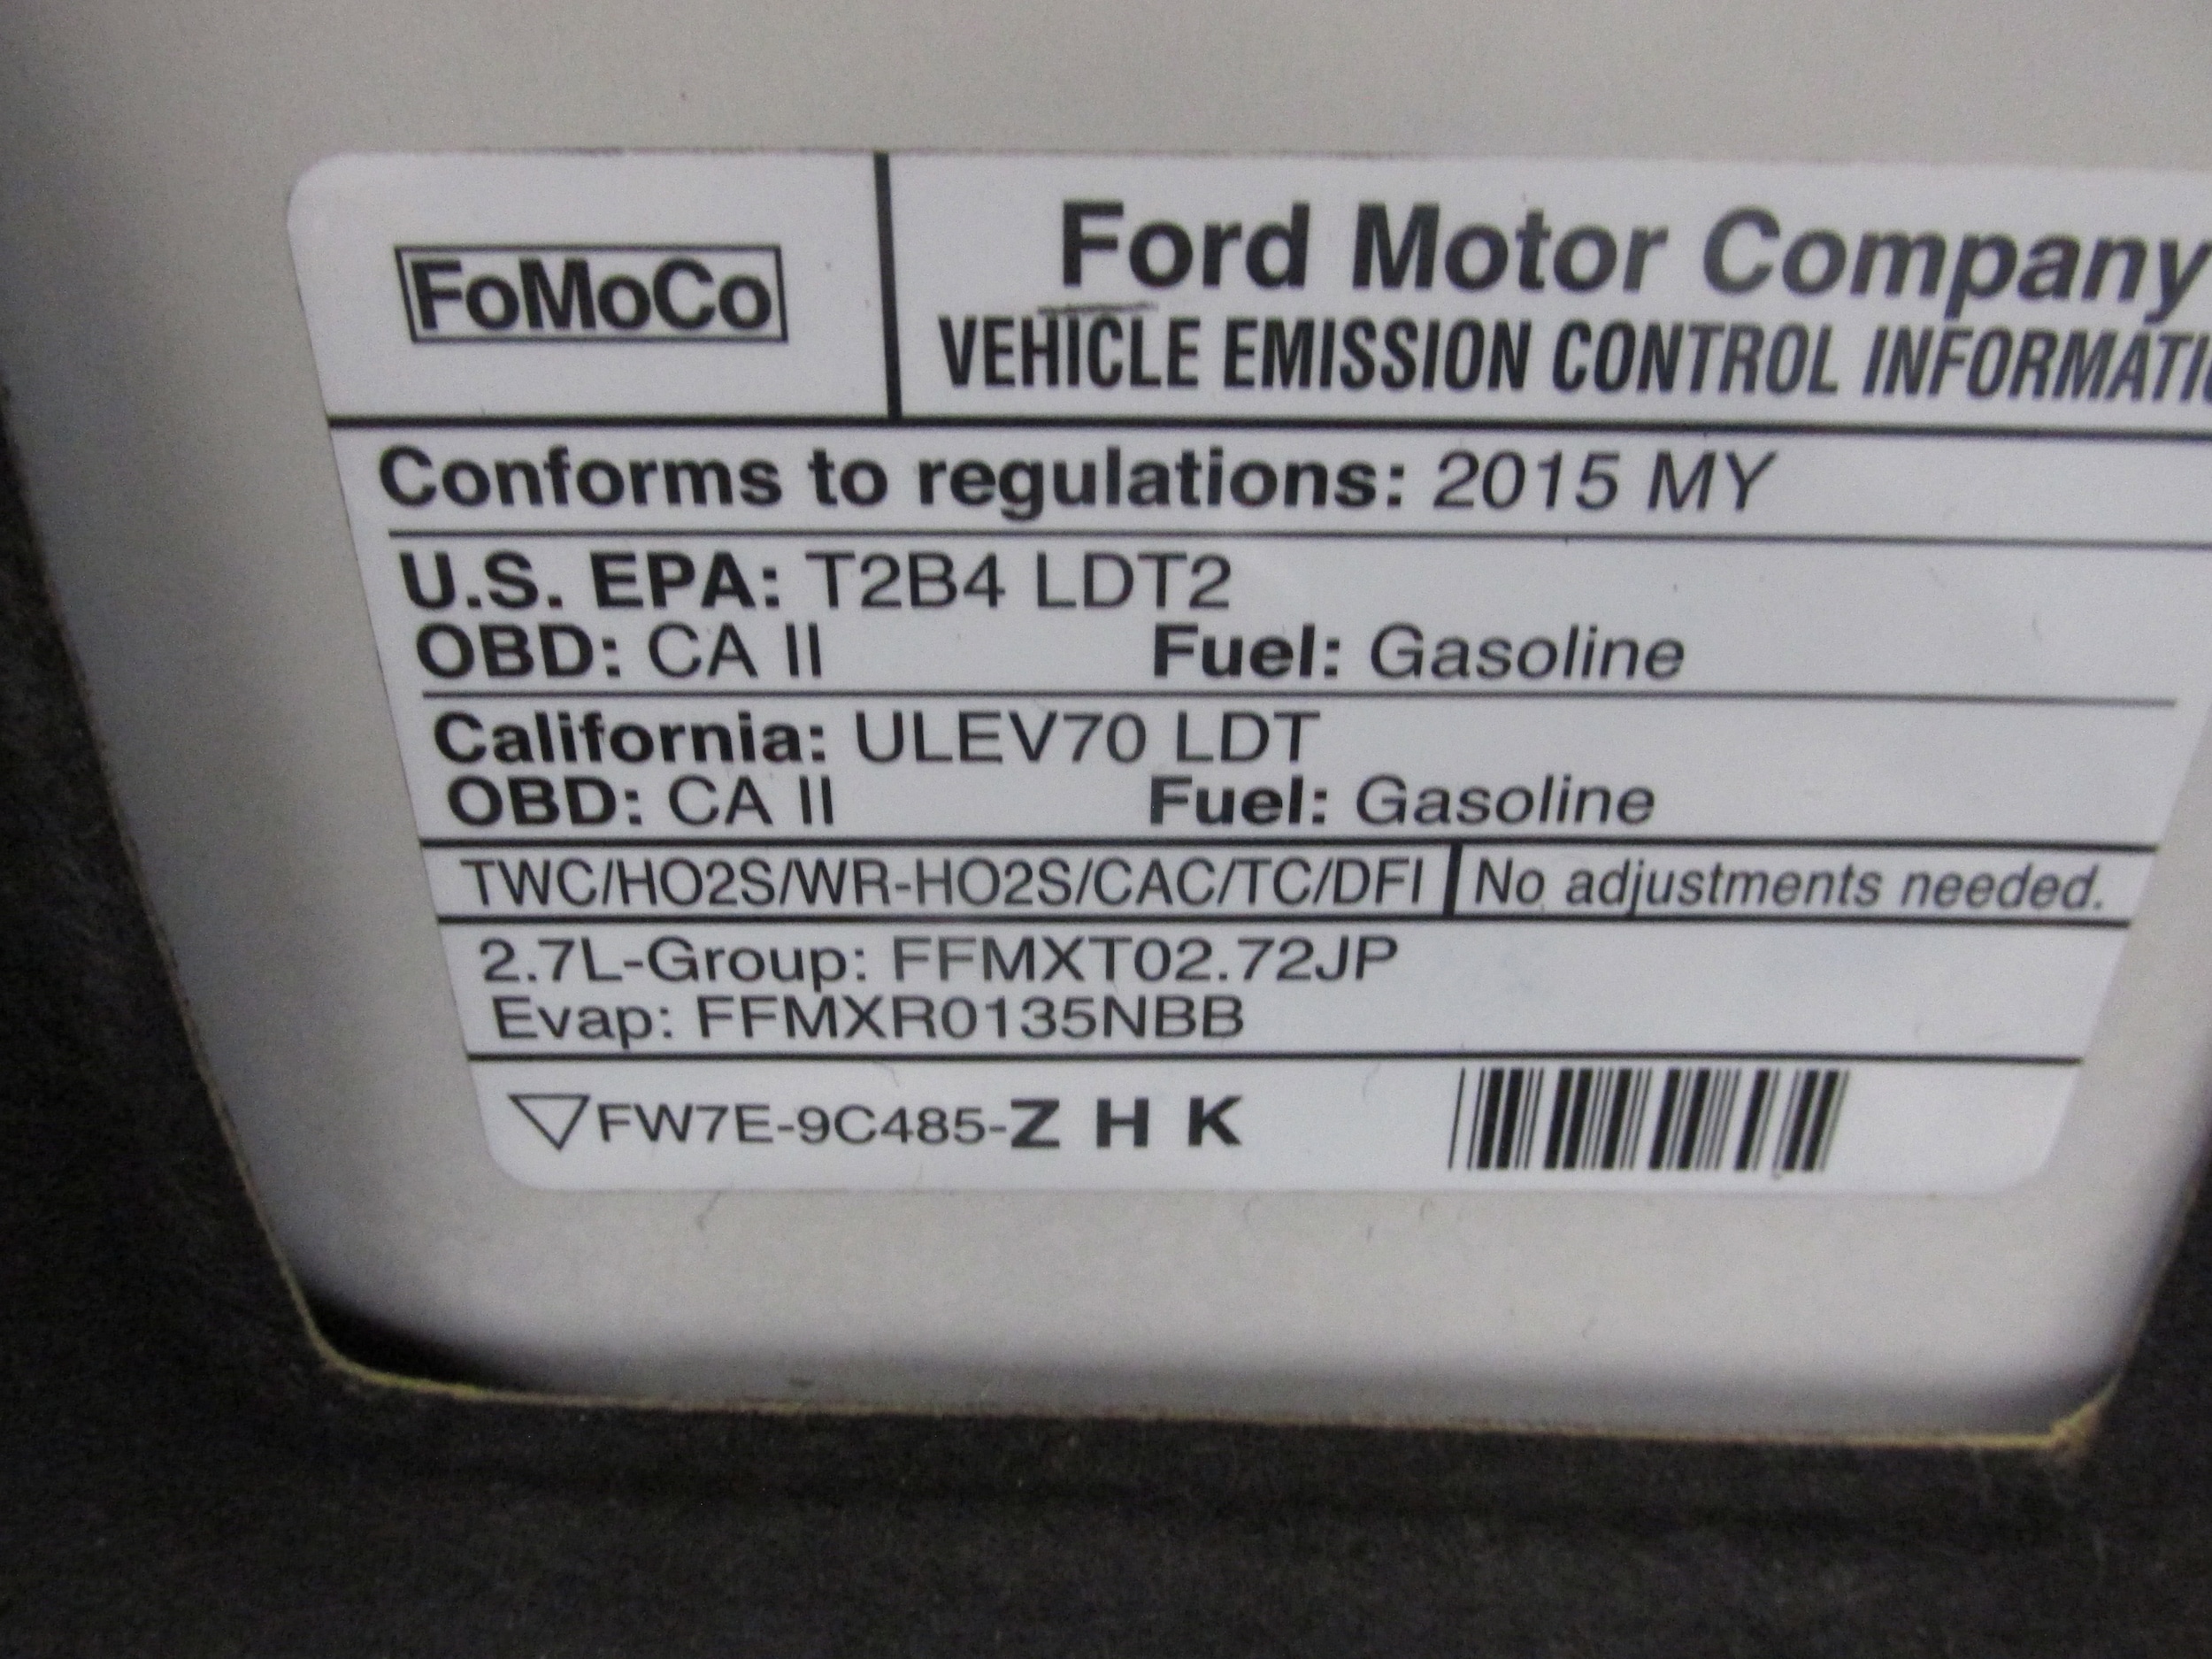 FoMoCo
Ford Motor Company
VEHICLE EMISSION CONTROL
Conforms to regulations: 2015 MY
U.S. EPA: T2B4 LDT2
OBD: CA II Fuel: Gasoline
California: ULEV70 LDT
OBD: CA II Fuel: Gasoline
TWC/HO2S/WR-HO2S/CAC/TC/DFI No adjustments needed.
2.7L-Group: FFMXT02.72JP
Evap: FFMXR0135NBB
▽FW7E-9C485-Z H K